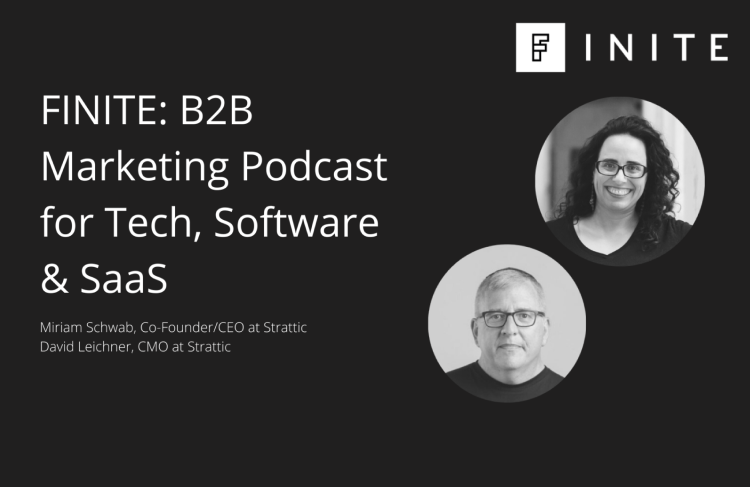 FINITE
FINITE: B2B
Marketing Podcast
for Tech, Software
& SaaS
Miriam Schwab, Co-Founder/CEO at Strattic
David Leichner, CMO at Strattic